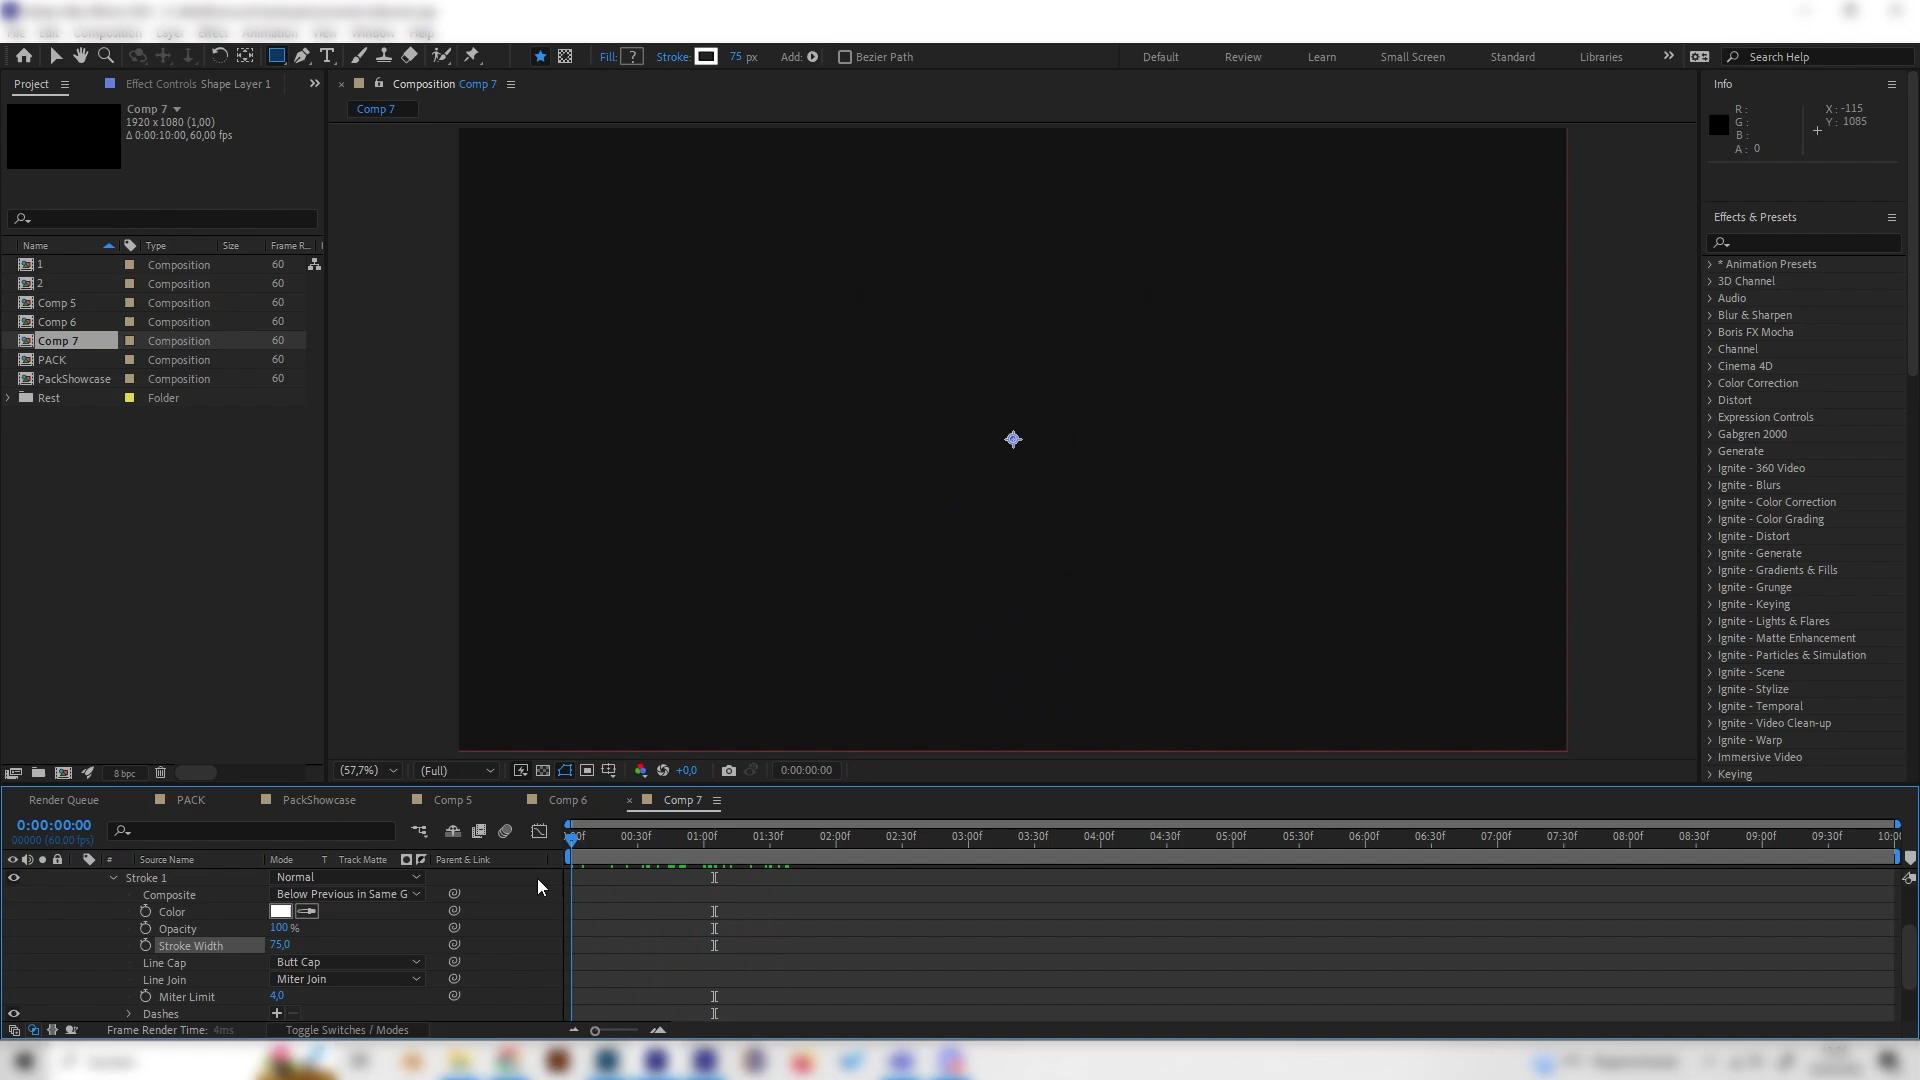 Fill:
?
Stroke:
75 px
Add:
Bezier Path
Default
Review
Learn
Small Screen
Standard
Libraries
Search Help
Project
Effect Controls Shape Layer 1
Composition Comp 7
Info
Comp 7
1920 x 1080 (1,00)
Δ 0:00:10:00, 60,00 fps
Comp 7
R :
G :
B :
A : 0
X : -115
Y : 1085
Effects & Presets
Name
Type
Size
Frame R...
1 Composition 60
2 Composition 60
Comp 5 Composition 60
Comp 6 Composition 60
Comp 7 Composition 60
PACK Composition 60
PackShowcase Composition 60
Rest Folder
* Animation Presets
3D Channel
Audio
Blur & Sharpen
Boris FX Mocha
Channel
Cinema 4D
Color Correction
Distort
Expression Controls
Gabgren 2000
Generate
Ignite - 360 Video
Ignite - Blurs
Ignite - Color Correction
Ignite - Color Grading
Ignite - Distort
Ignite - Generate
Ignite - Gradients & Fills
Ignite - Grunge
Ignite - Keying
Ignite - Lights & Flares
Ignite - Matte Enhancement
Ignite - Particles & Simulation
Ignite - Scene
Ignite - Stylize
Ignite - Temporal
Ignite - Video Clean-up
Ignite - Warp
Immersive Video
Keying
8 bpc
(57,7%)
(Full)
+0,0
0:00:00:00
Render Queue
PACK
PackShowcase
Comp 5
Comp 6
Comp 7
0:00:00:00
00000 (60.00 fps)
00f 00:30f 01:00f 01:30f 02:00f 02:30f 03:00f 03:30f 04:00f 04:30f 05:00f 05:30f 06:00f 06:30f 07:00f 07:30f 08:00f 08:30f 09:00f 09:30f 10:00
# Source Name Mode T Track Matte Parent & Link
Stroke 1 Normal
Composite Below Previous in Same G
Color
Opacity 100 %
Stroke Width 75,0
Line Cap Butt Cap
Line Join Miter Join
Miter Limit 4,0
Dashes + −
Frame Render Time: 4ms
Toggle Switches / Modes